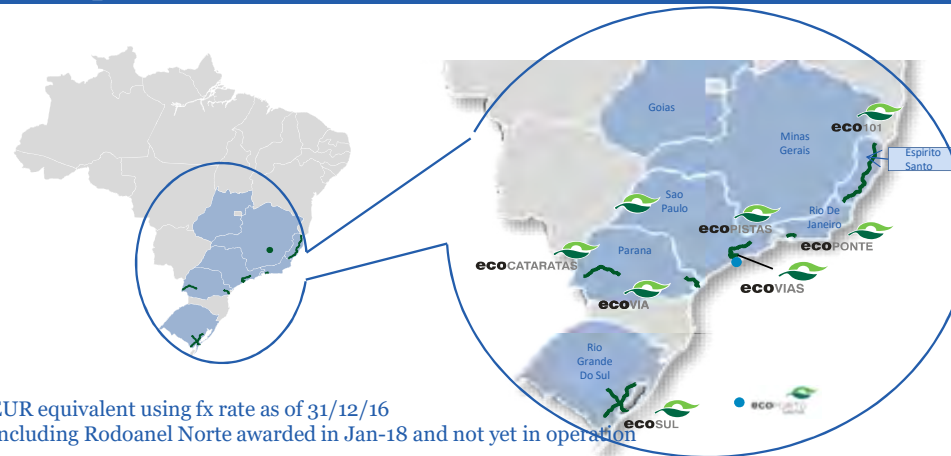 Goias
eco101
Minas
Gerais
Espirito
Santo
Sao
Paulo
Rio De
Janeiro
ecoPISTAS
ecoPONTE
Parana
ecoCATARATAS
ecoVIAS
ecoVIA
Rio
Grande
Do Sul
ecoPORTO
ecoSUL
EUR equivalent using fx rate as of 31/12/16
ncluding Rodoanel Norte awarded in Jan-18 and not yet in operation